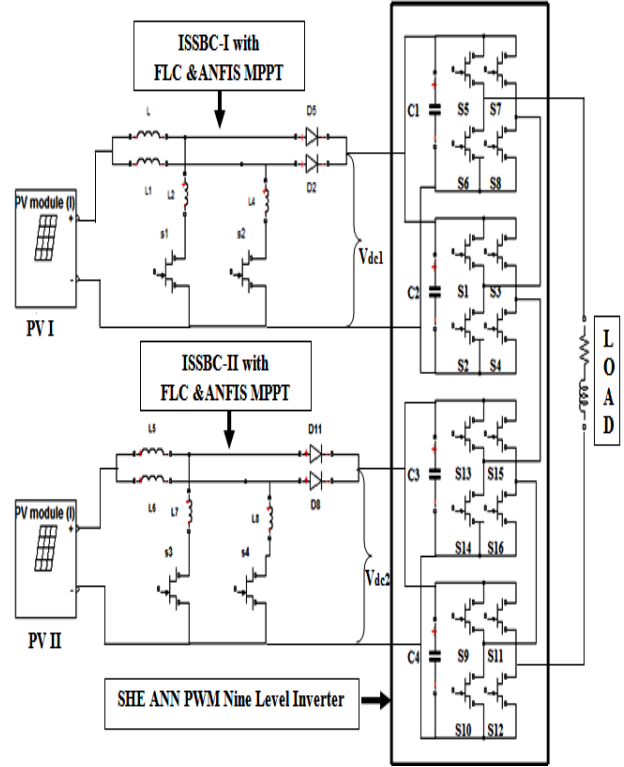 ISSBC-I with
FLC &ANFIS MPPT
L
D5
L1
L2
L4
D2
PV module (I)
+
-
s1
s2
Vdc1
PV I
C1
S5 S7
S6 S8
C2
S1 S3
S2 S4
L
O
A
D
ISSBC-II with
FLC &ANFIS MPPT
L5
D11
L6
L7
L8
D8
PV module (I)
+
-
s3
s4
Vdc2
PV II
C3
S13 S15
S14 S16
C4
S9 S11
S10 S12
SHE ANN PWM Nine Level Inverter